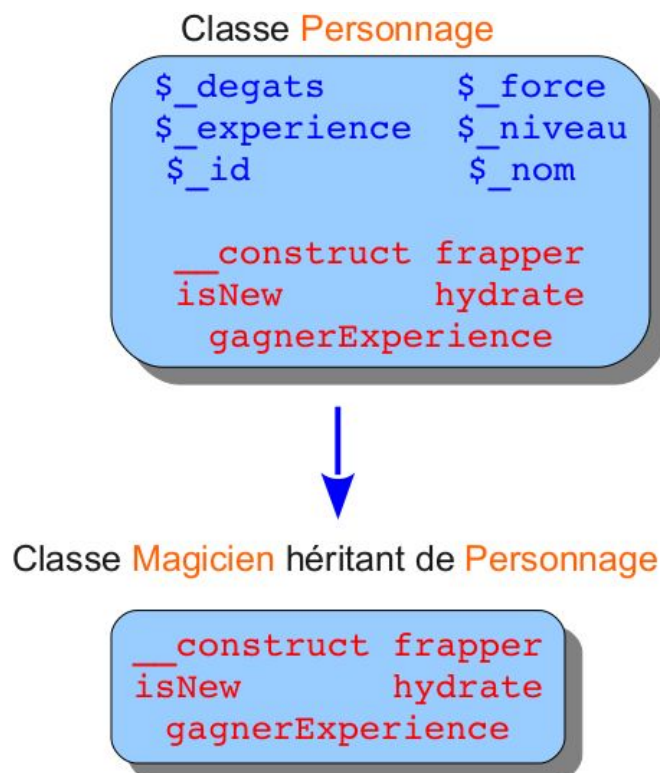 Classe Personnage
$_degats $_force
$_experience $_niveau
$_id $_nom
__construct frapper
isNew hydrate
gagnerExperience
Classe Magicien héritant de Personnage
__construct frapper
isNew hydrate
gagnerExperience